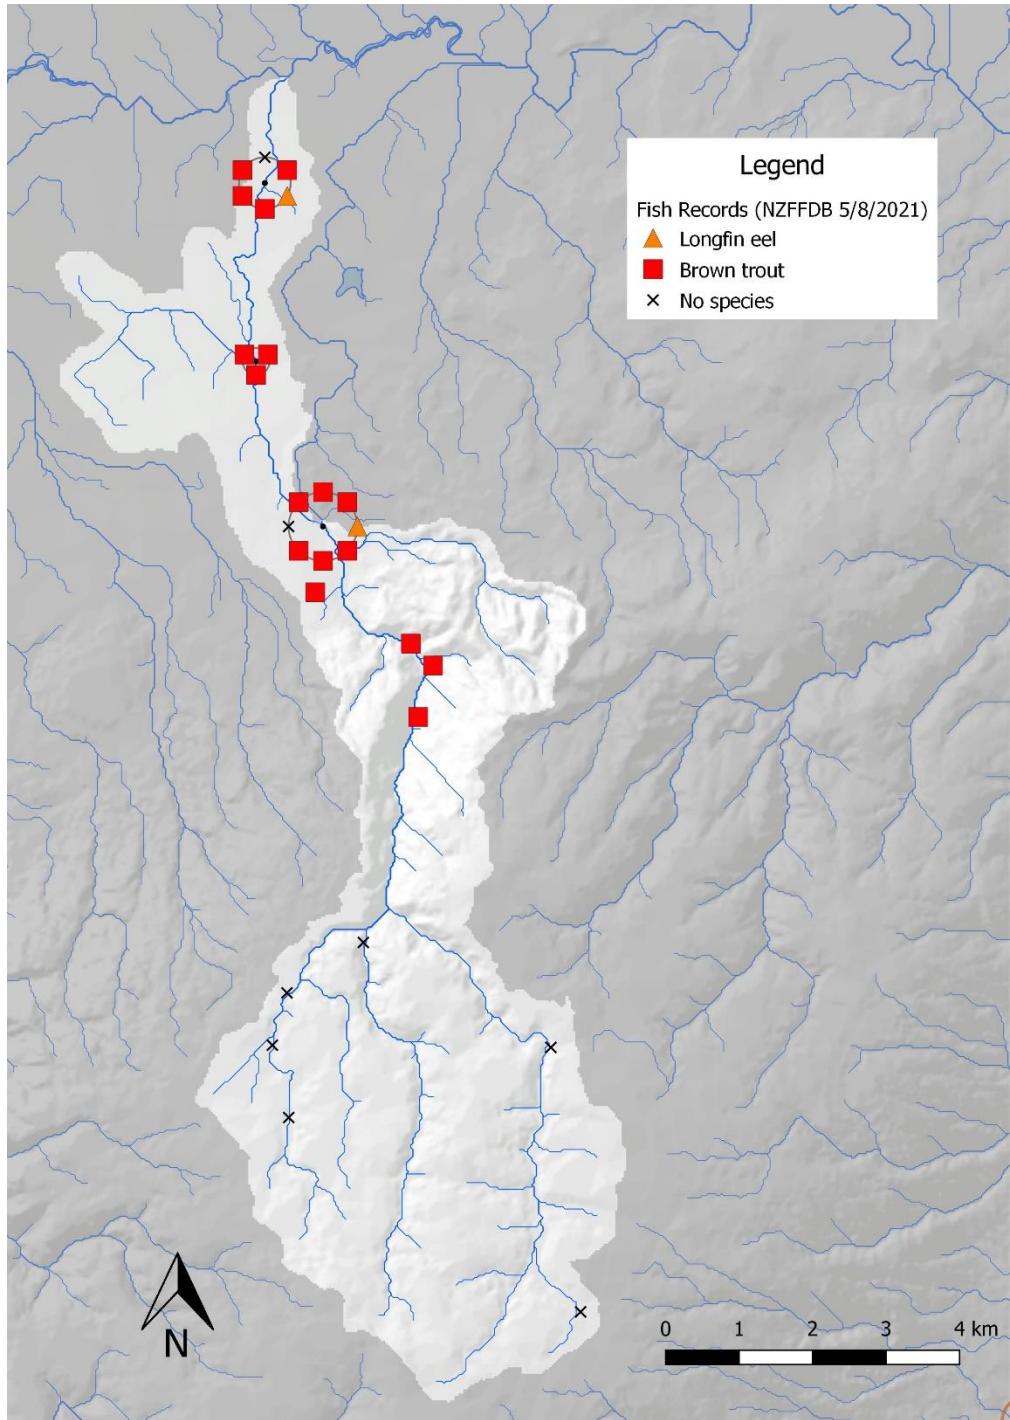 Legend
Fish Records (NZFFDB 5/8/2021)
Longfin eel
Brown trout
No species
N
0 1 2 3 4 km